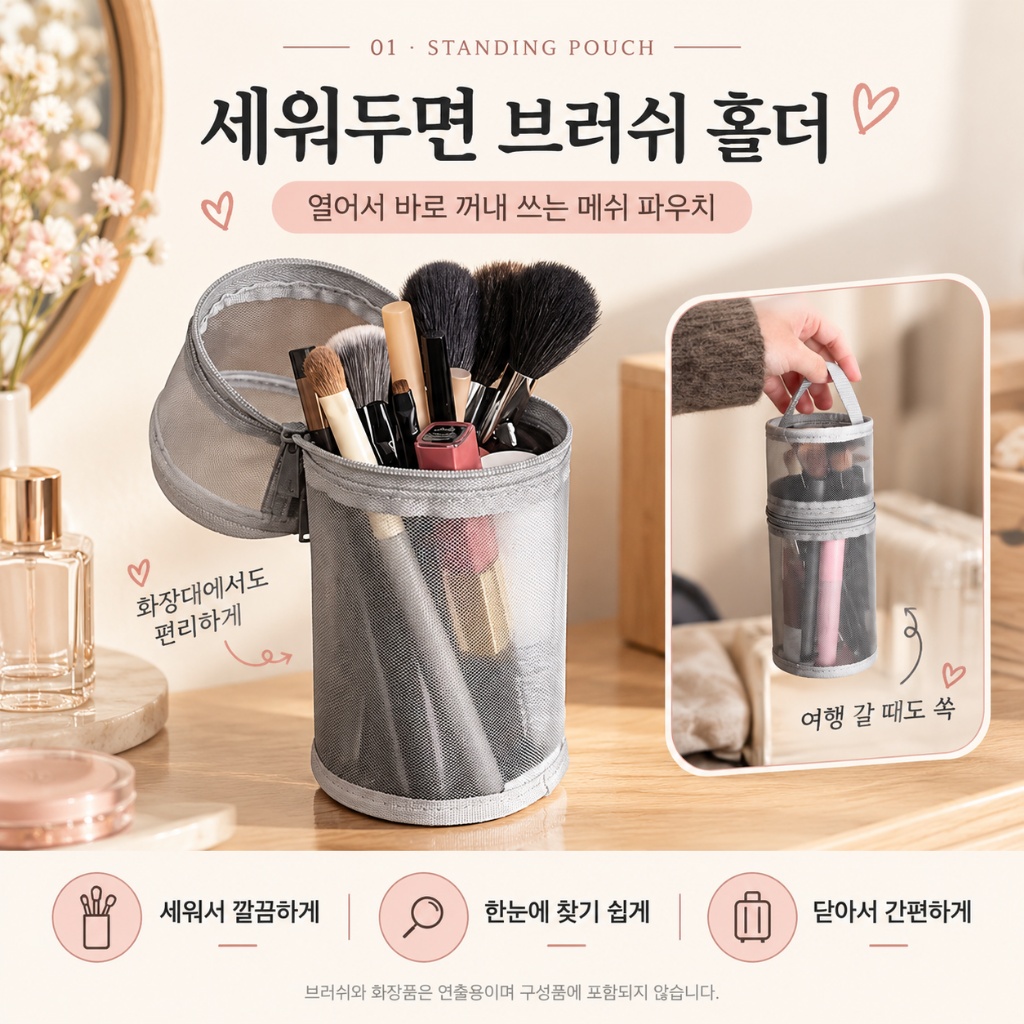 01 · STANDING POUCH
세워두면 브러쉬 홀더
열어서 바로 꺼내 쓰는 메쉬 파우치
화장대에서도
편리하게
여행 갈 때도 쏙
세워서 깔끔하게
한눈에 찾기 쉽게
닫아서 간편하게
브러쉬와 화장품은 연출용이며 구성품에 포함되지 않습니다.